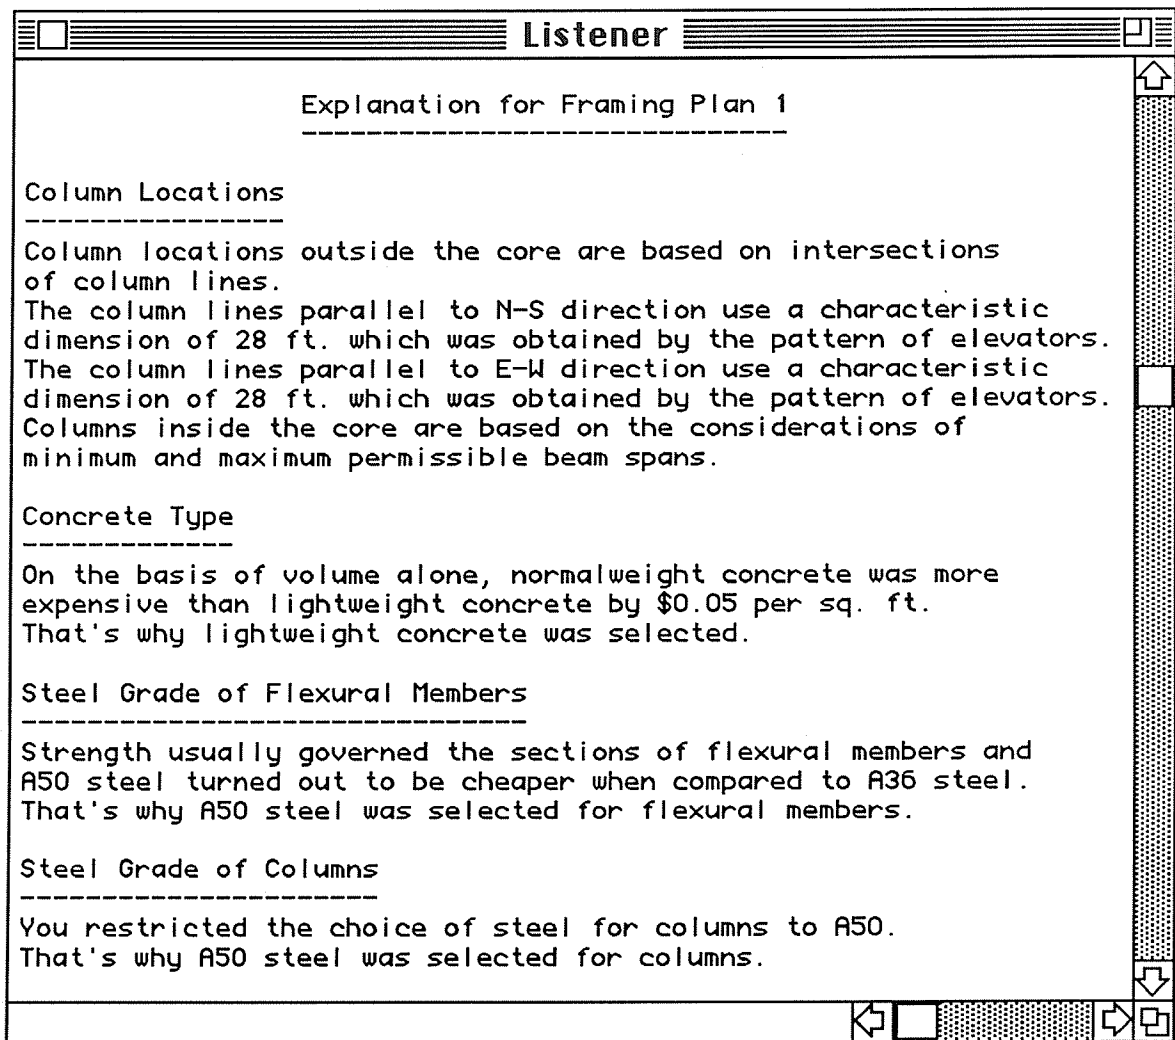 Listener
Explanation for Framing Plan 1
------------------------------
Column Locations
----------------
Column locations outside the core are based on intersections
of column lines.
The column lines parallel to N-S direction use a characteristic
dimension of 28 ft. which was obtained by the pattern of elevators.
The column lines parallel to E-W direction use a characteristic
dimension of 28 ft. which was obtained by the pattern of elevators.
Columns inside the core are based on the considerations of
minimum and maximum permissible beam spans.
Concrete Type
-------------
On the basis of volume alone, normalweight concrete was more
expensive than lightweight concrete by $0.05 per sq. ft.
That's why lightweight concrete was selected.
Steel Grade of Flexural Members
-------------------------------
Strength usually governed the sections of flexural members and
A50 steel turned out to be cheaper when compared to A36 steel.
That's why A50 steel was selected for flexural members.
Steel Grade of Columns
----------------------
You restricted the choice of steel for columns to A50.
That's why A50 steel was selected for columns.